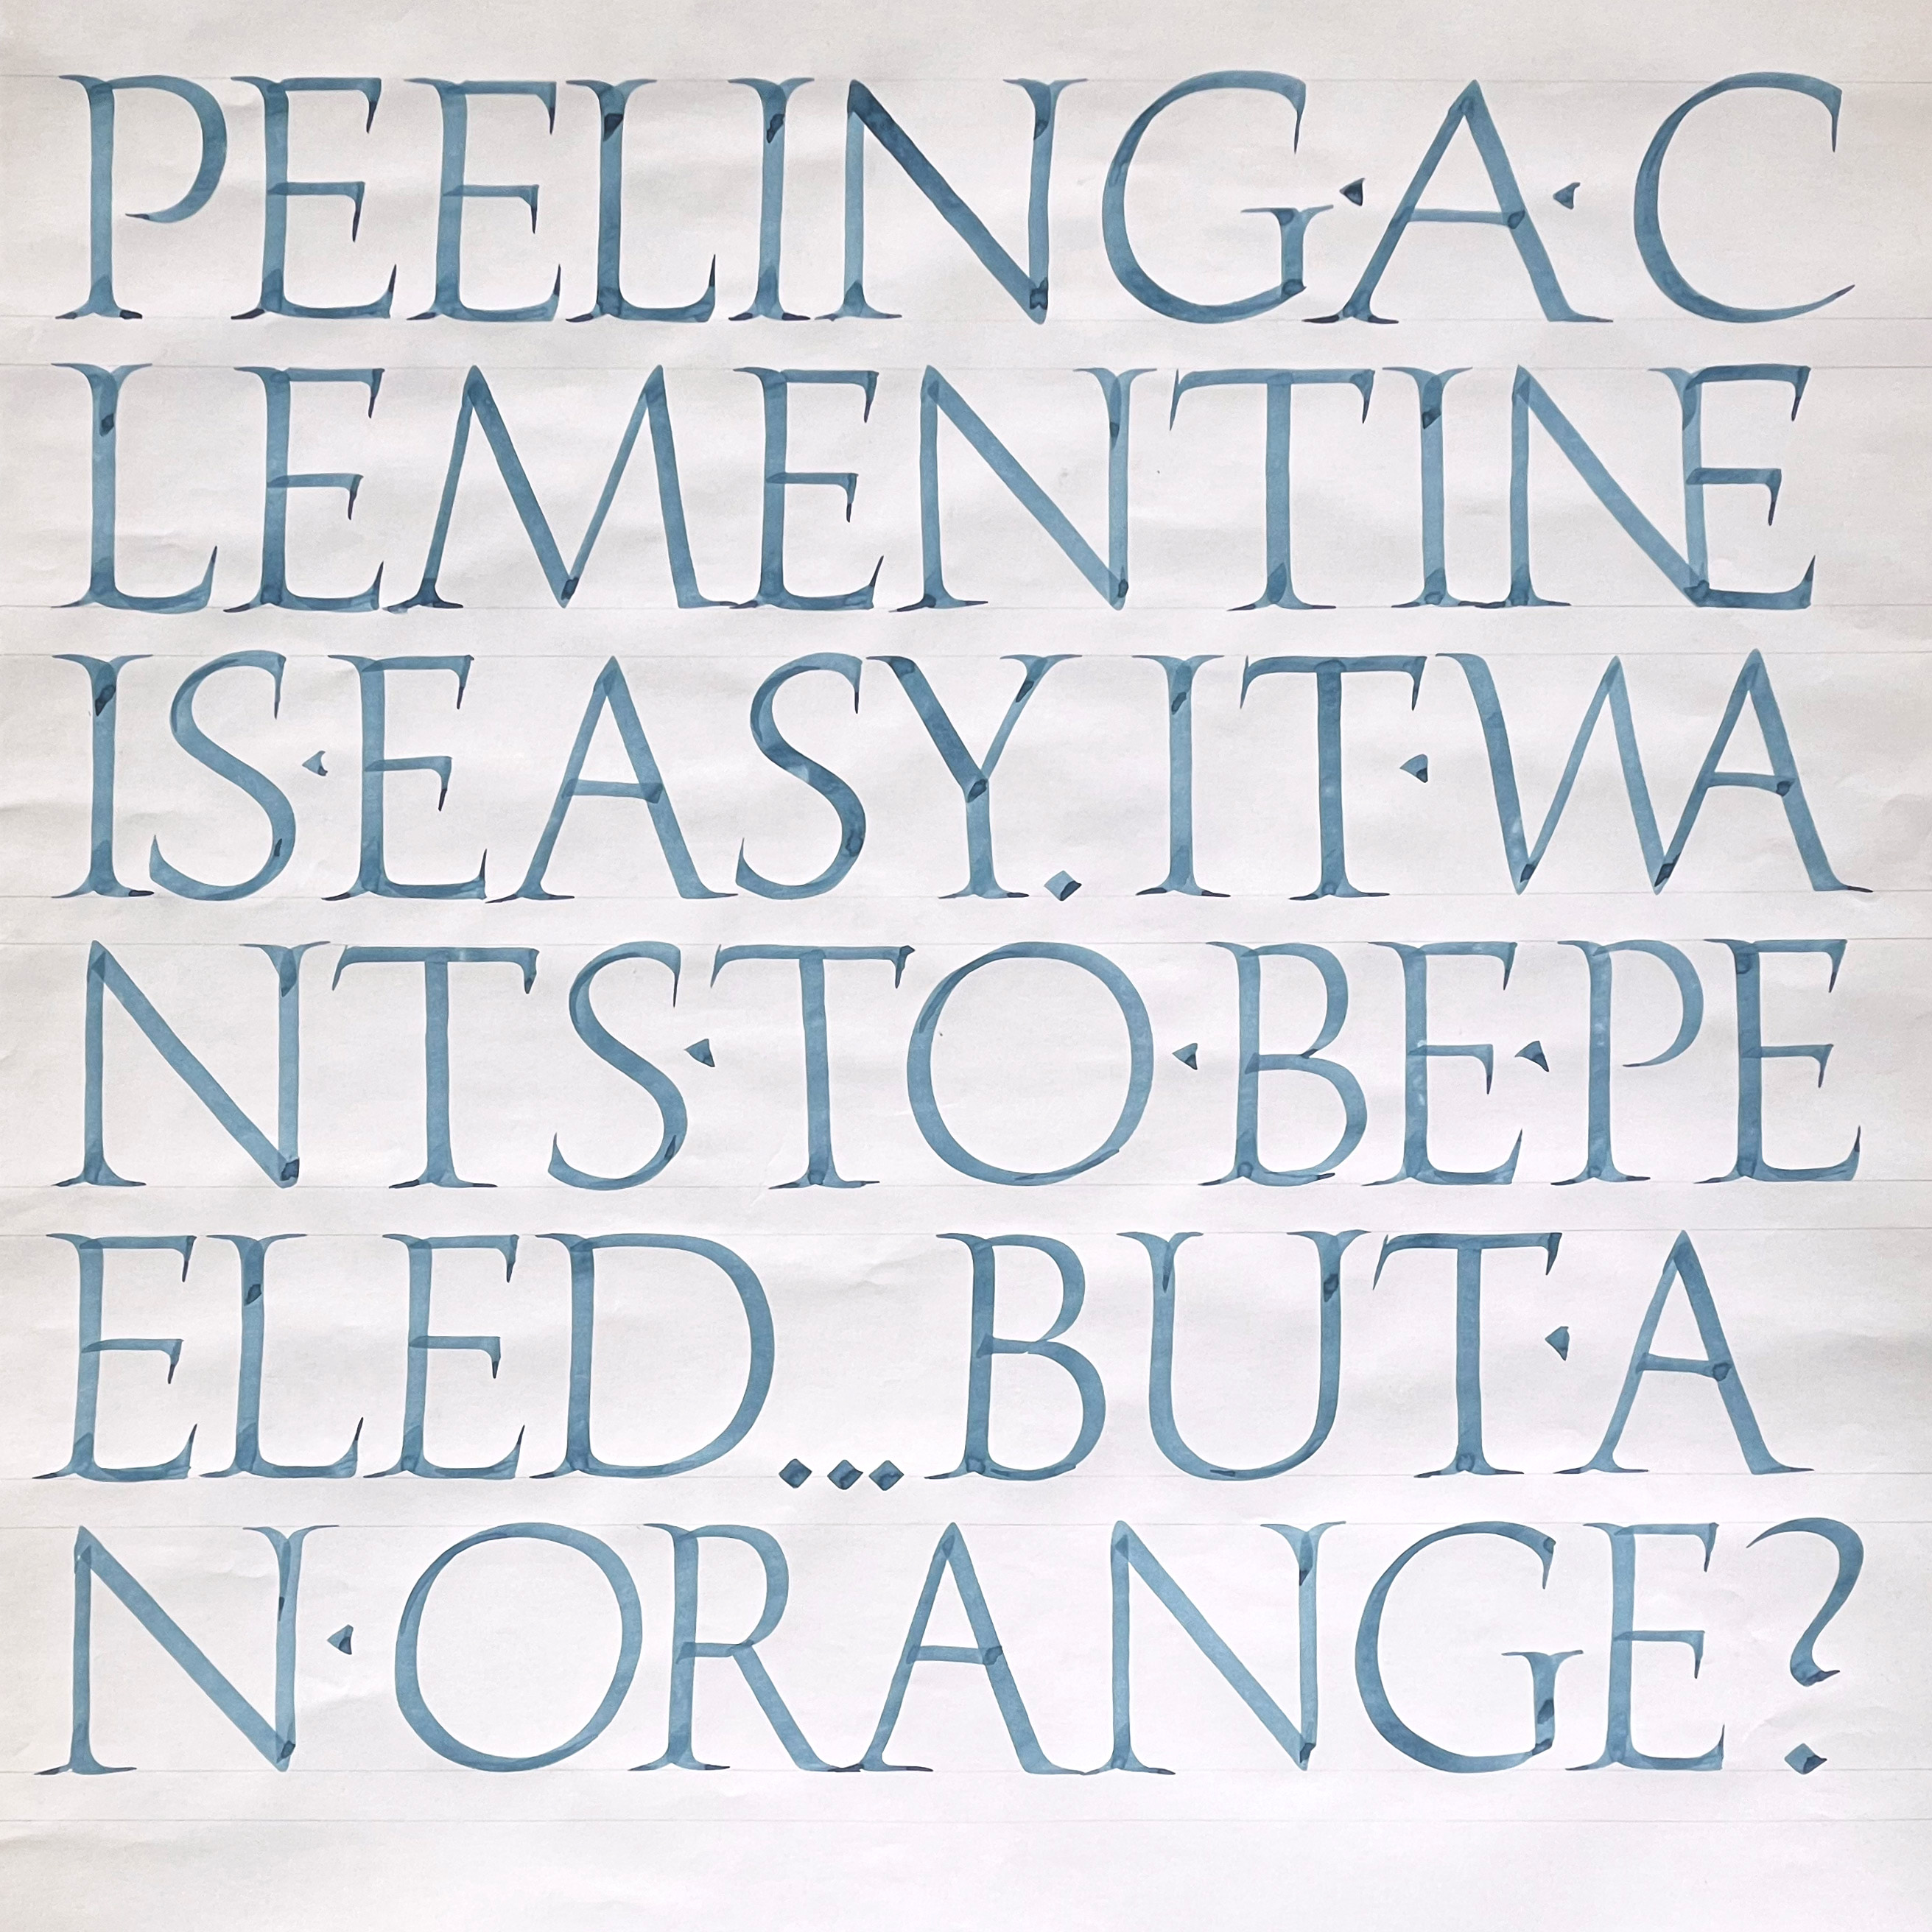 PEELING·A·C
LEMENTINE
IS·EASY. IT·WA
NTS·TO·BE·PE
ELED... BUT·A
N·ORANGE?